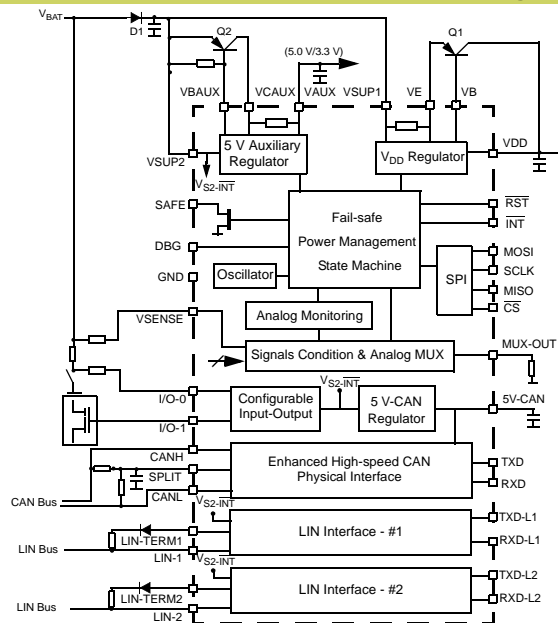 VBAT
D1
Q2
Q1
(5.0 V/3.3 V)
VBAUX
VCAUX
VAUX
VSUP1
VE
VB
5 V Auxiliary
Regulator
VDD Regulator
VDD
VSUP2
VS2-INT
SAFE
Fail-safe
Power Management
State Machine
RST
INT
DBG
MOSI
SCLK
MISO
CS
SPI
GND
Oscillator
VSENSE
Analog Monitoring
Signals Condition & Analog MUX
MUX-OUT
VS2-INT
I/O-0
Configurable
Input-Output
5 V-CAN
Regulator
5V-CAN
I/O-1
CANH
SPLIT
CANL
CAN Bus
Enhanced High-speed CAN
Physical Interface
TXD
RXD
VS2-INT
LIN-TERM1
LIN Bus
LIN-1
LIN Interface - #1
TXD-L1
RXD-L1
VS2-INT
LIN-TERM2
LIN Bus
LIN-2
LIN Interface - #2
TXD-L2
RXD-L2